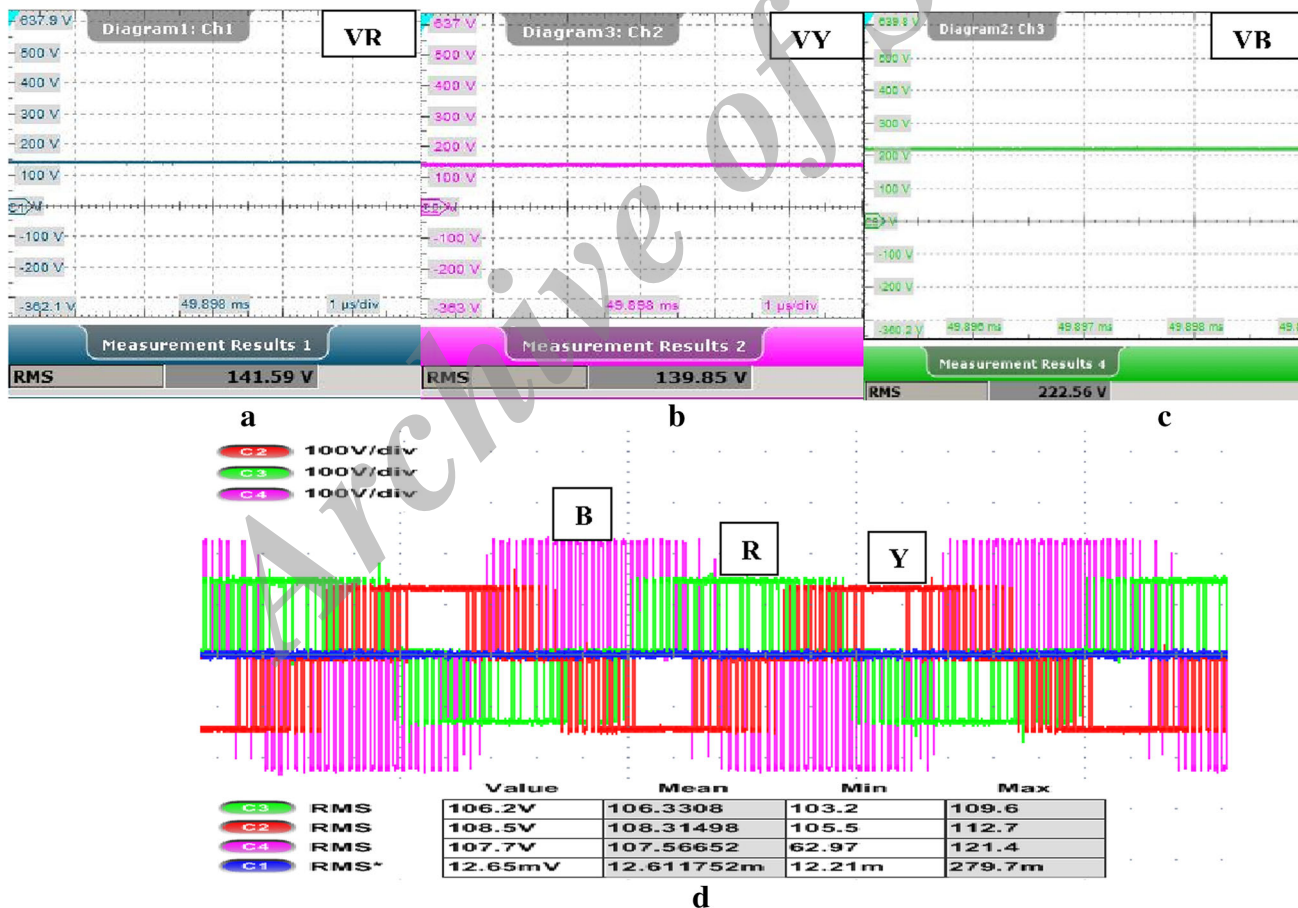 637.9 V
Diagram1: Ch1
VR
500 V
400 V
300 V
200 V
100 V
C1
-100 V
-200 V
-362.1 V
49.898 ms
1 µs/div
Measurement Results 1
RMS 141.59 V
a
637 V
Diagram3: Ch2
VY
500 V
400 V
300 V
200 V
100 V
-100 V
-200 V
-363 V
49.898 ms
1 µs/div
Measurement Results 2
RMS 139.85 V
b
639.8 V
Diagram2: Ch3
VB
500 V
400 V
300 V
200 V
100 V
-100 V
-200 V
-360.2 V
49.896 ms
49.897 ms
49.898 ms
Measurement Results 4
RMS 222.56 V
c
C2 100V/div
C3 100V/div
C4 100V/div
B
R
Y
Value Mean Min Max
C3 RMS 106.2V 106.3308 103.2 109.6
C2 RMS 108.5V 108.31498 105.5 112.7
C4 RMS 107.7V 107.56652 62.97 121.4
C1 RMS* 12.65mV 12.611752m 12.21m 279.7m
d
Archive of